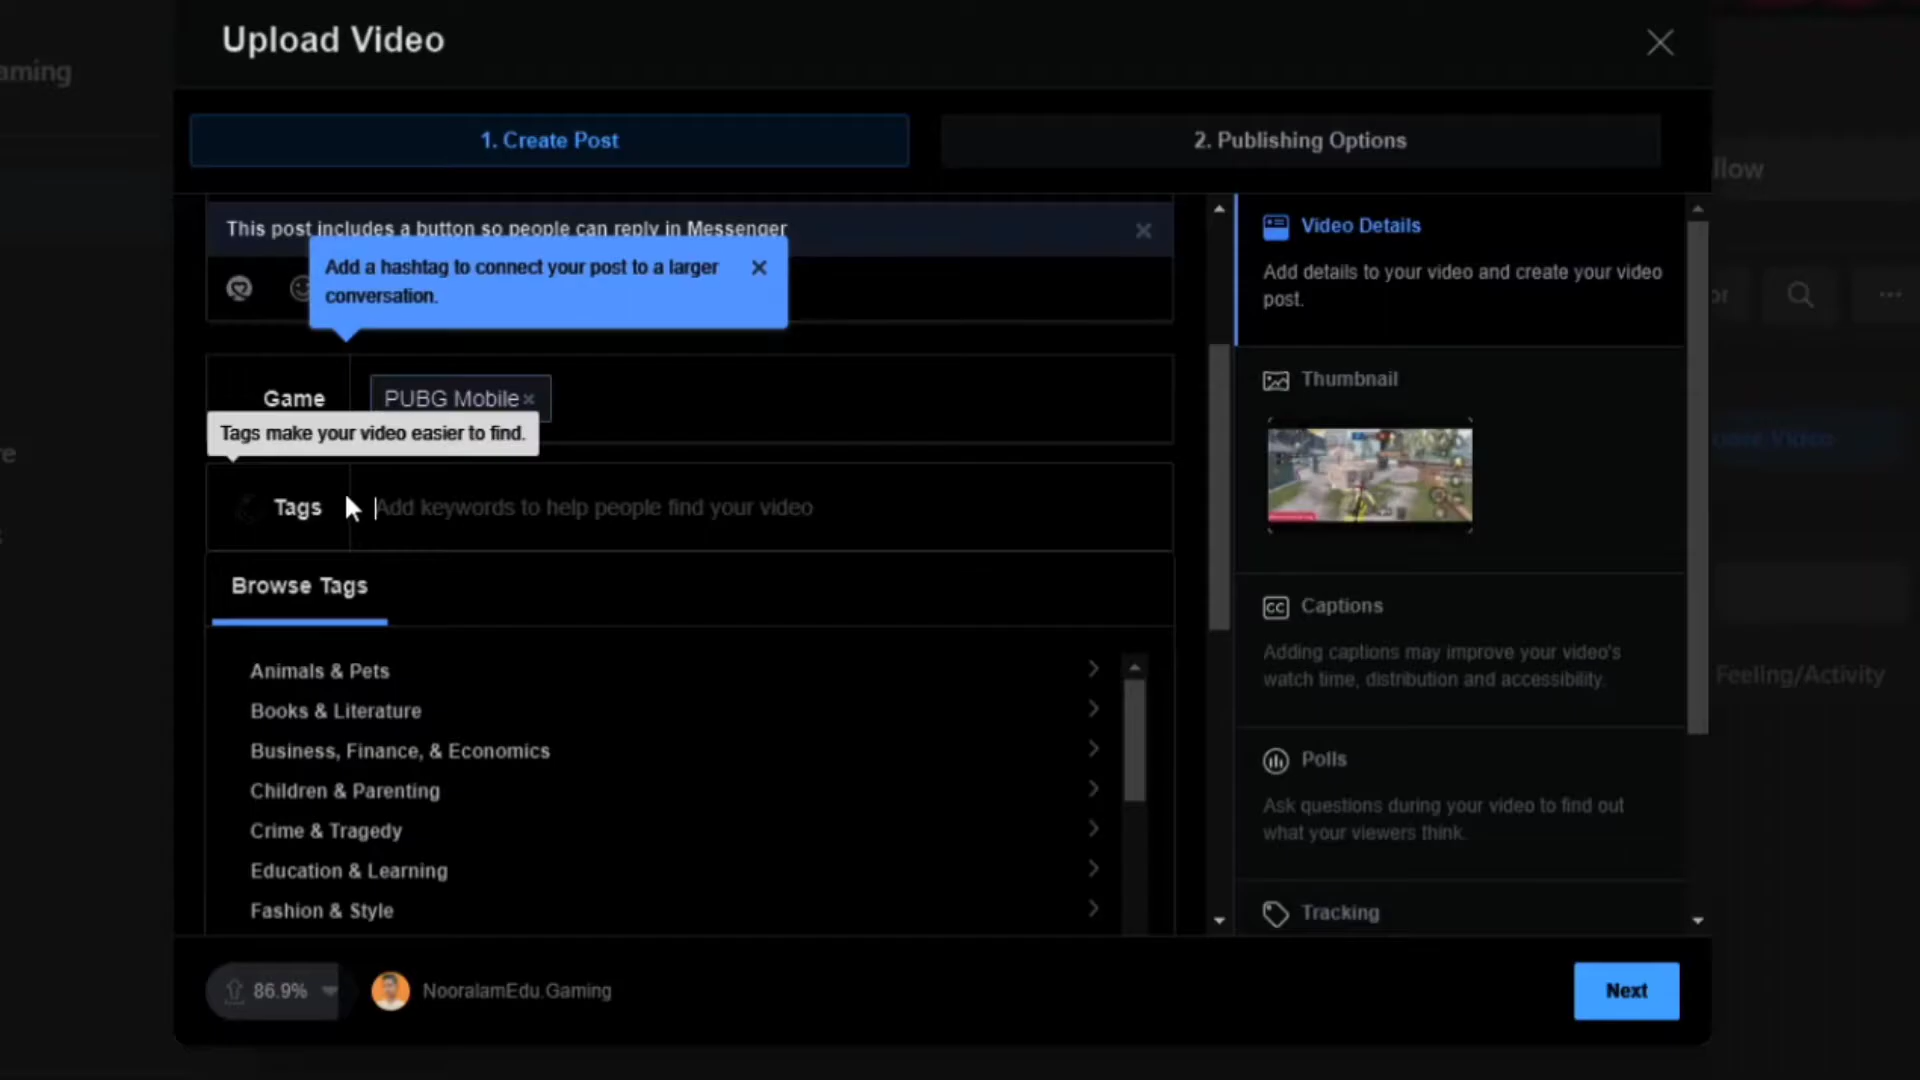 Upload Video
aming
1. Create Post
2. Publishing Options
llow
This post includes a button so people can reply in Messenger
Add a hashtag to connect your post to a larger
conversation.
Game
PUBG Mobile
Tags make your video easier to find.
Tags
Add keywords to help people find your video
Browse Tags
Animals & Pets
Books & Literature
Business, Finance, & Economics
Children & Parenting
Crime & Tragedy
Education & Learning
Fashion & Style
Video Details
Add details to your video and create your video
post.
Thumbnail
CC Captions
Adding captions may improve your video's
watch time, distribution and accessibility.
Polls
Ask questions during your video to find out
what your viewers think.
Tracking
re
or
Video
Feeling/Activity
86.9%
NooralamEdu.Gaming
Next